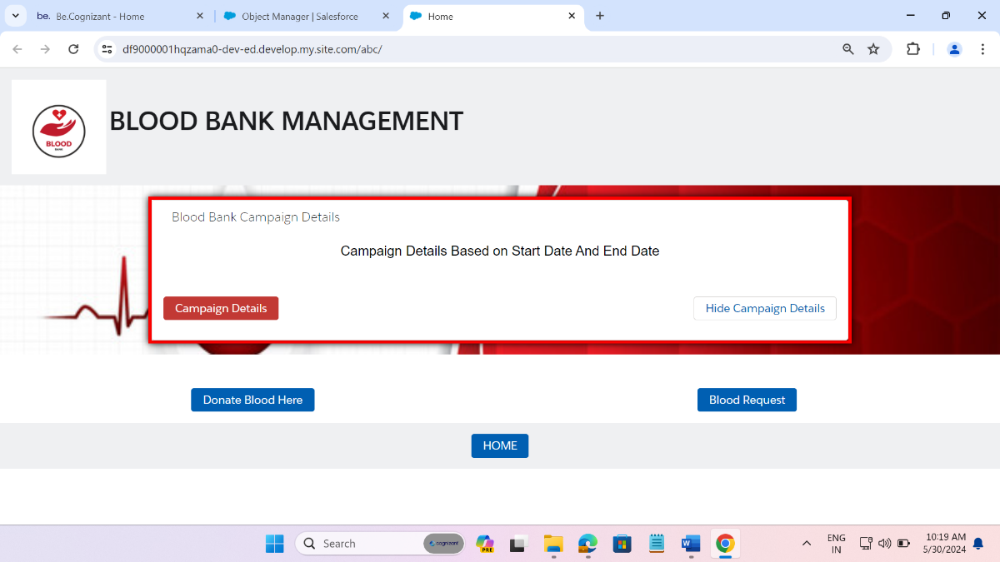 be. Be.Cognizant - Home
Object Manager | Salesforce
Home
df9000001hqzama0-dev-ed.develop.my.site.com/abc/
BLOOD
BANK
BLOOD BANK MANAGEMENT
Blood Bank Campaign Details
Campaign Details Based on Start Date And End Date
Campaign Details
Hide Campaign Details
Donate Blood Here
Blood Request
HOME
Search
cognizant
PRE
W
ENG
IN
10:19 AM
5/30/2024